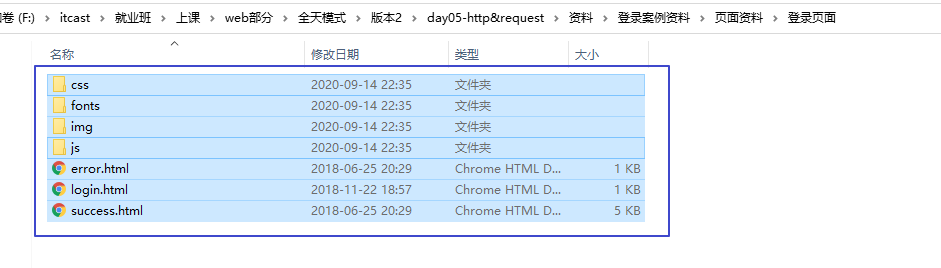 卷 (F:) › itcast › 就业班 › 上课 › web部分 › 全天模式 › 版本2 › day05-http&request › 资料 › 登录案例资料 › 页面资料 › 登录页面
名称 修改日期 类型 大小
css 2020-09-14 22:35 文件夹
fonts 2020-09-14 22:35 文件夹
img 2020-09-14 22:35 文件夹
js 2020-09-14 22:35 文件夹
error.html 2018-06-25 20:29 Chrome HTML D... 1 KB
login.html 2018-11-22 18:57 Chrome HTML D... 1 KB
success.html 2018-06-25 20:29 Chrome HTML D... 5 KB